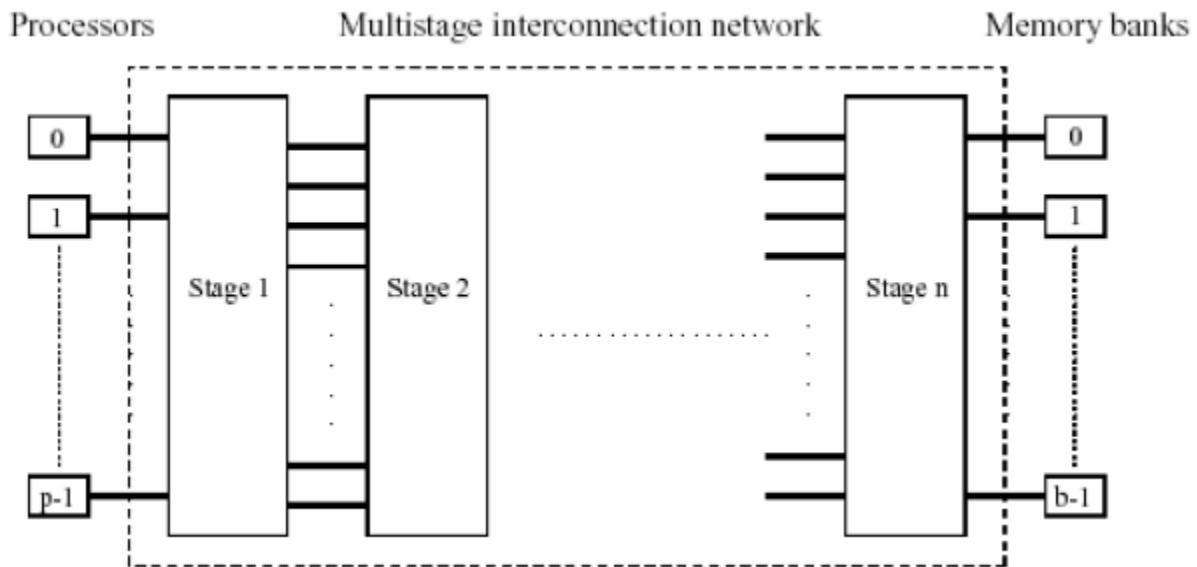 Processors
Multistage interconnection network
Memory banks
0
0
1
1
Stage 1
Stage 2
Stage n
p-1
b-1